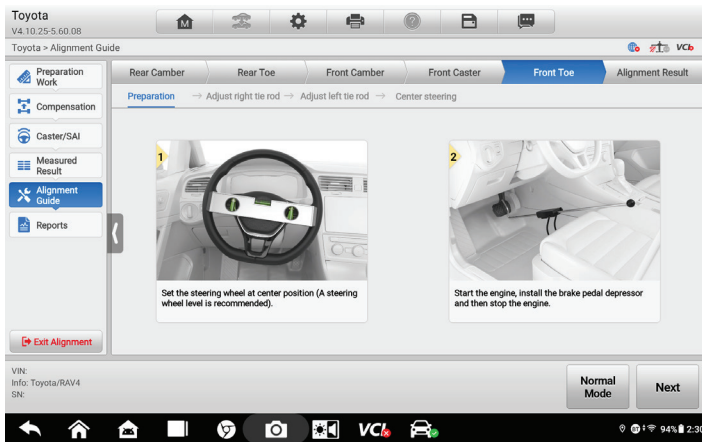 Toyota
V4.10.25-5.60.08
Toyota > Alignment Guide
VCI
Preparation
Work
Compensation
Caster/SAI
Measured
Result
Alignment
Guide
Reports
Exit Alignment
Rear Camber
Rear Toe
Front Camber
Front Caster
Front Toe
Alignment Result
Preparation → Adjust right tie rod → Adjust left tie rod → Center steering
1
Set the steering wheel at center position (A steering
wheel level is recommended).
2
Start the engine, install the brake pedal depressor
and then stop the engine.
VIN:
Info: Toyota/RAV4
SN:
Normal
Mode
Next
VCI
BT
94%
2:30